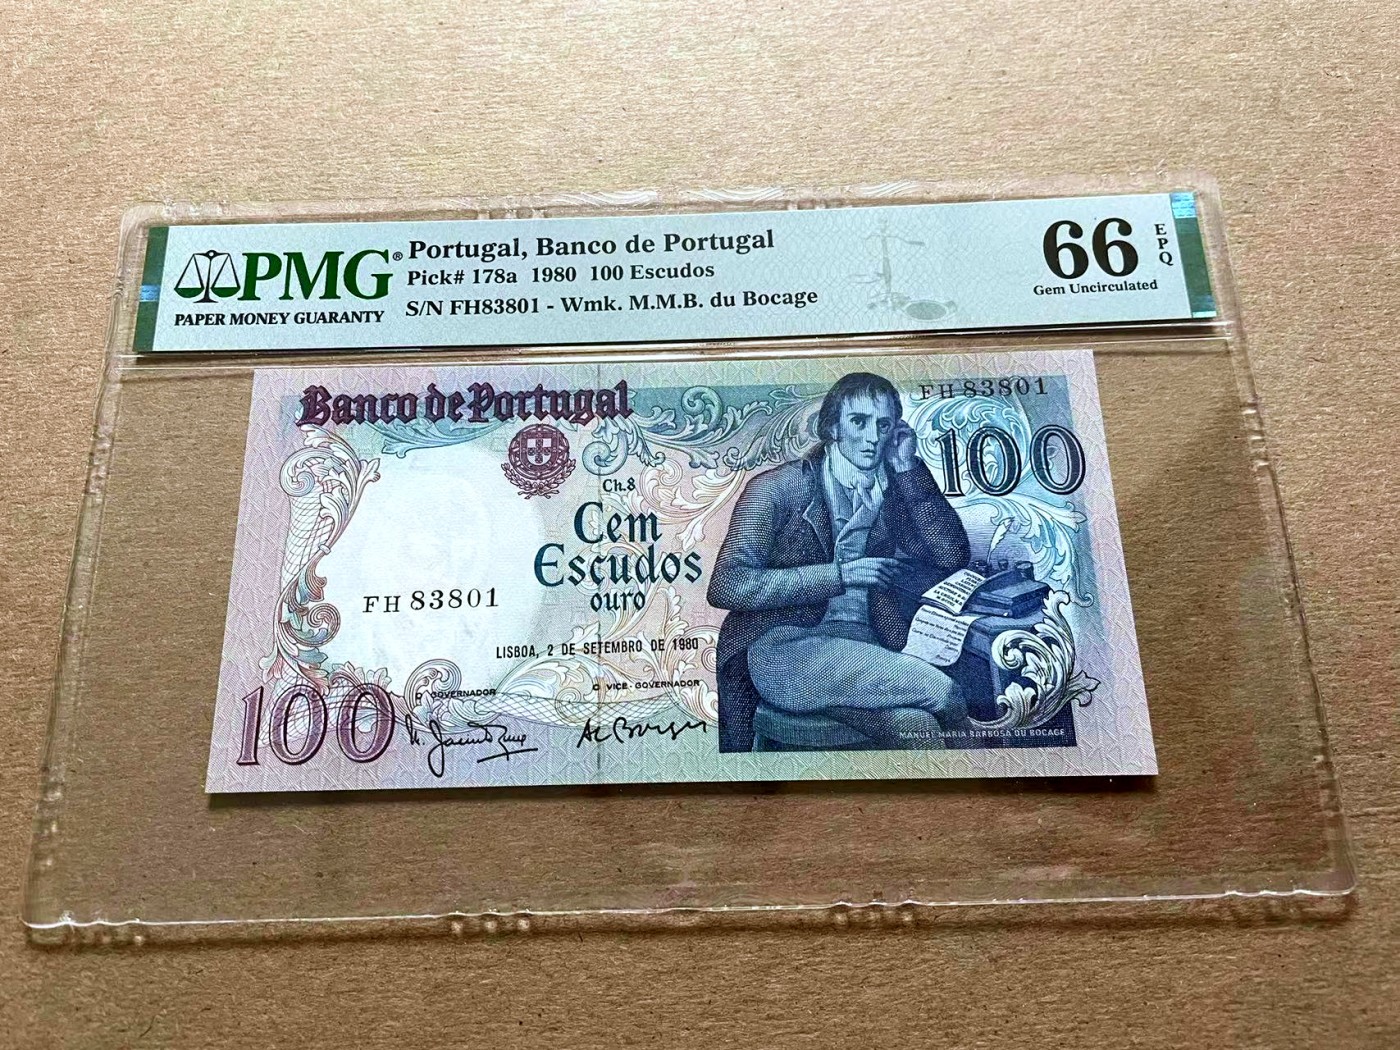 PMG®
PAPER MONEY GUARANTY
Portugal, Banco de Portugal
Pick# 178a 1980 100 Escudos
S/N FH83801 - Wmk. M.M.B. du Bocage
66
EPQ
Gem Uncirculated
Banco de Portugal
FH 83801
100
Ch.8
Cem
Escudos
ouro
FH 83801
LISBOA, 2 DE SETEMBRO DE 1980
O GOVERNADOR
O VICE-GOVERNADOR
100
MANUEL MARIA BARBOSA DU BOCAGE